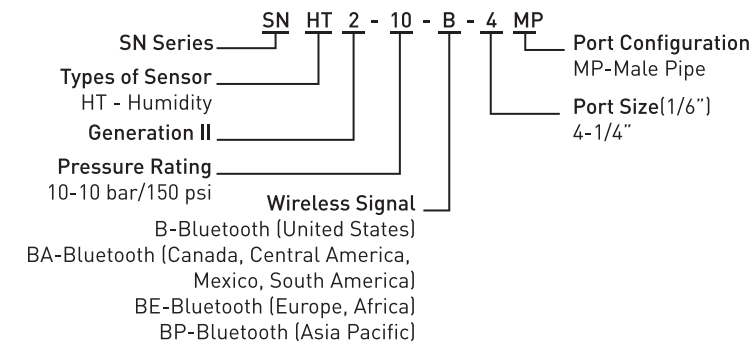 SN HT 2 - 10 - B - 4 MP
SN Series
Types of Sensor
HT - Humidity
Generation II
Pressure Rating
10-10 bar/150 psi
Wireless Signal
B-Bluetooth (United States)
BA-Bluetooth (Canada, Central America,
Mexico, South America)
BE-Bluetooth (Europe, Africa)
BP-Bluetooth (Asia Pacific)
Port Configuration
MP-Male Pipe
Port Size(1/6”)
4-1/4”